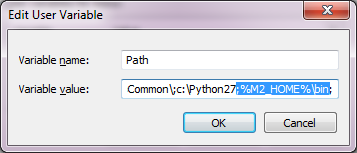 Edit User Variable
Variable name:
Path
Variable value:
Common\;c:\Python27;%M2_HOME%\bin;
OK
Cancel